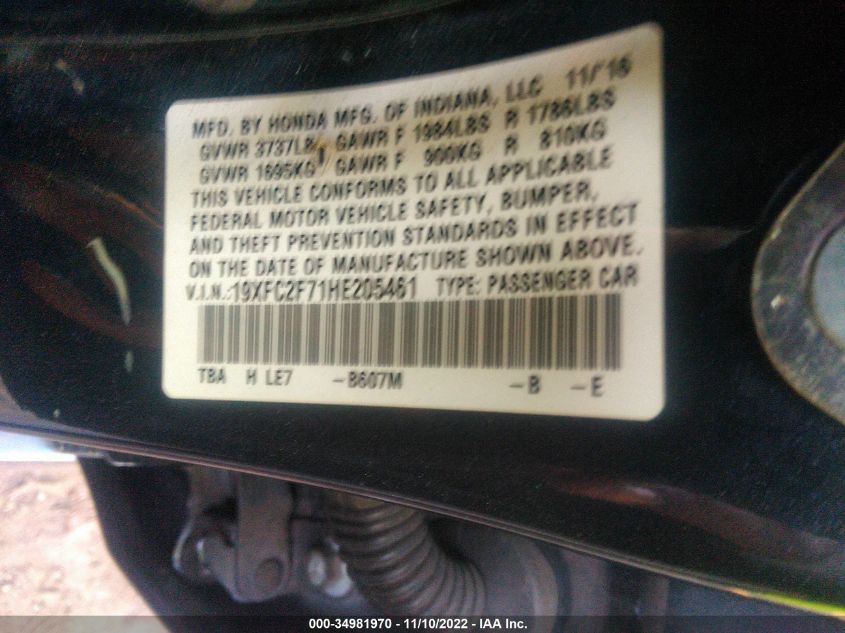 MFD. BY HONDA MFG. OF INDIANA, LLC 11/'16
GVWR 3737LB GAWR F 1984LBS R 1786LBS
GVWR 1695KG GAWR F 900KG R 810KG
THIS VEHICLE CONFORMS TO ALL APPLICABLE
FEDERAL MOTOR VEHICLE SAFETY, BUMPER,
AND THEFT PREVENTION STANDARDS IN EFFECT
ON THE DATE OF MANUFACTURE SHOWN ABOVE.
V.I.N.:19XFC2F71HE205461 TYPE: PASSENGER CAR
TBA H LE7 -B607M -B -E
000-34981970 - 11/10/2022 - IAA Inc.